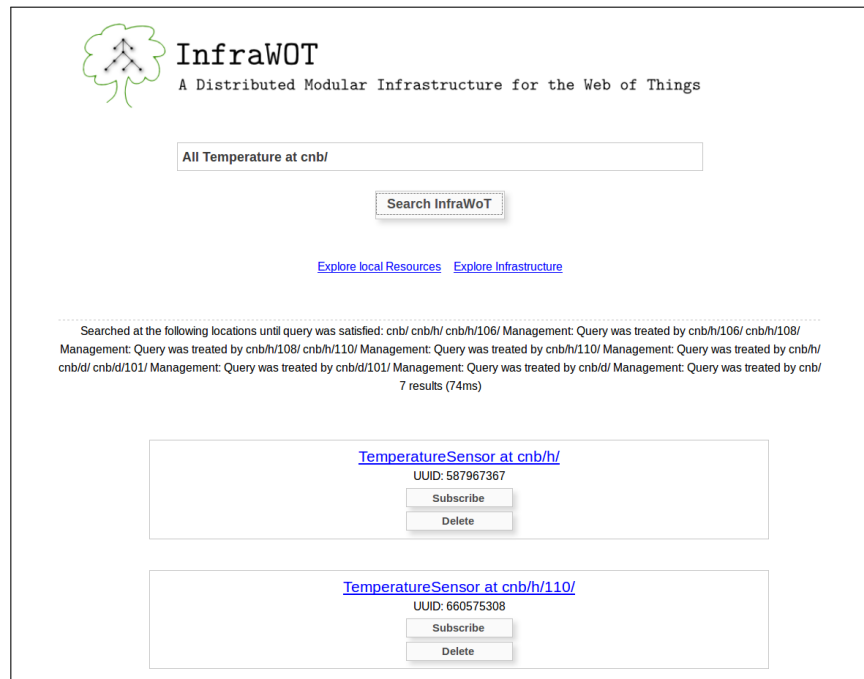 InfraWOT
A Distributed Modular Infrastructure for the Web of Things
All Temperature at cnb/
Search InfraWoT
Explore local Resources Explore Infrastructure
Searched at the following locations until query was satisfied: cnb/ cnb/h/ cnb/h/106/ Management: Query was treated by cnb/h/106/ cnb/h/108/
Management: Query was treated by cnb/h/108/ cnb/h/110/ Management: Query was treated by cnb/h/110/ Management: Query was treated by cnb/h/
cnb/d/ cnb/d/101/ Management: Query was treated by cnb/d/101/ Management: Query was treated by cnb/d/ Management: Query was treated by cnb/
7 results (74ms)
TemperatureSensor at cnb/h/
UUID: 587967367
Subscribe
Delete
TemperatureSensor at cnb/h/110/
UUID: 660575308
Subscribe
Delete